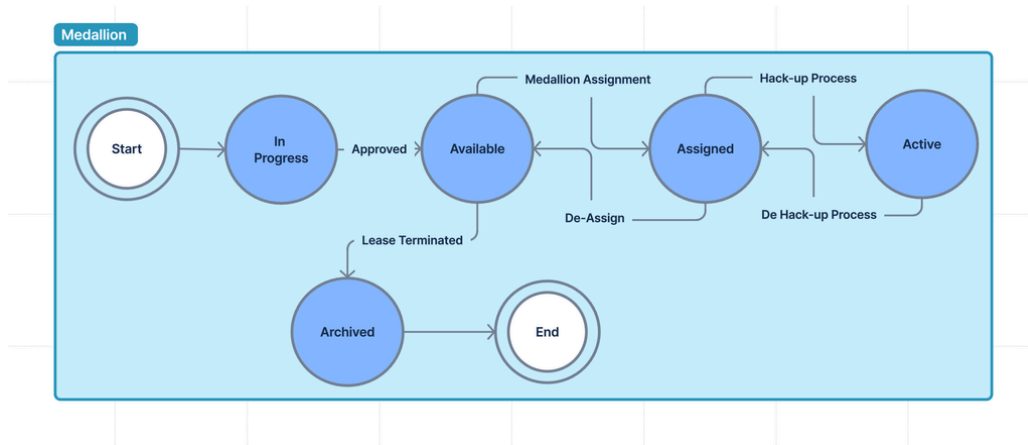 Medallion
Medallion Assignment
Hack-up Process
Start
In
Progress
Approved
Available
Assigned
Active
De-Assign
De Hack-up Process
Lease Terminated
Archived
End